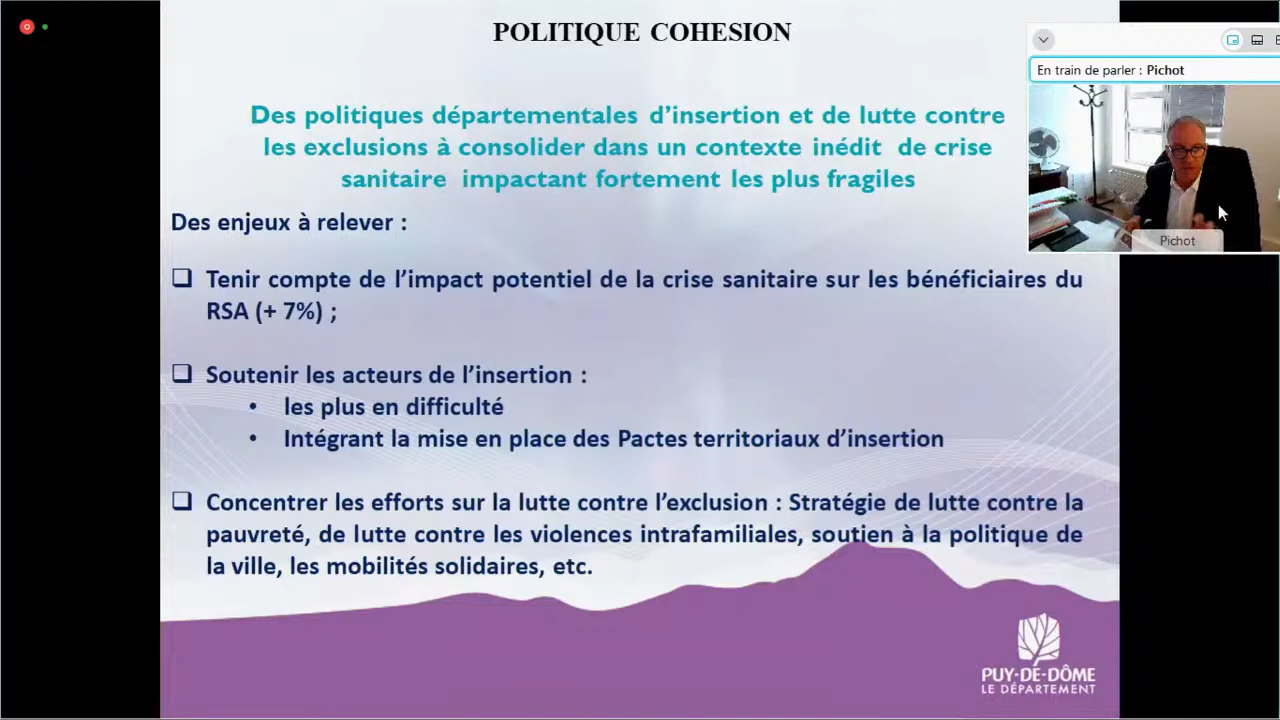 POLITIQUE COHESION
En train de parler : Pichot
Des politiques départementales d'insertion et de lutte contre
les exclusions à consolider dans un contexte inédit de crise
sanitaire impactant fortement les plus fragiles
Pichot
Des enjeux à relever :
❑ Tenir compte de l'impact potentiel de la crise sanitaire sur les bénéficiaires du
RSA (+ 7%) ;
❑ Soutenir les acteurs de l'insertion :
• les plus en difficulté
• Intégrant la mise en place des Pactes territoriaux d'insertion
❑ Concentrer les efforts sur la lutte contre l'exclusion : Stratégie de lutte contre la
pauvreté, de lutte contre les violences intrafamiliales, soutien à la politique de
la ville, les mobilités solidaires, etc.
PUY-DE-DÔME
LE DÉPARTEMENT